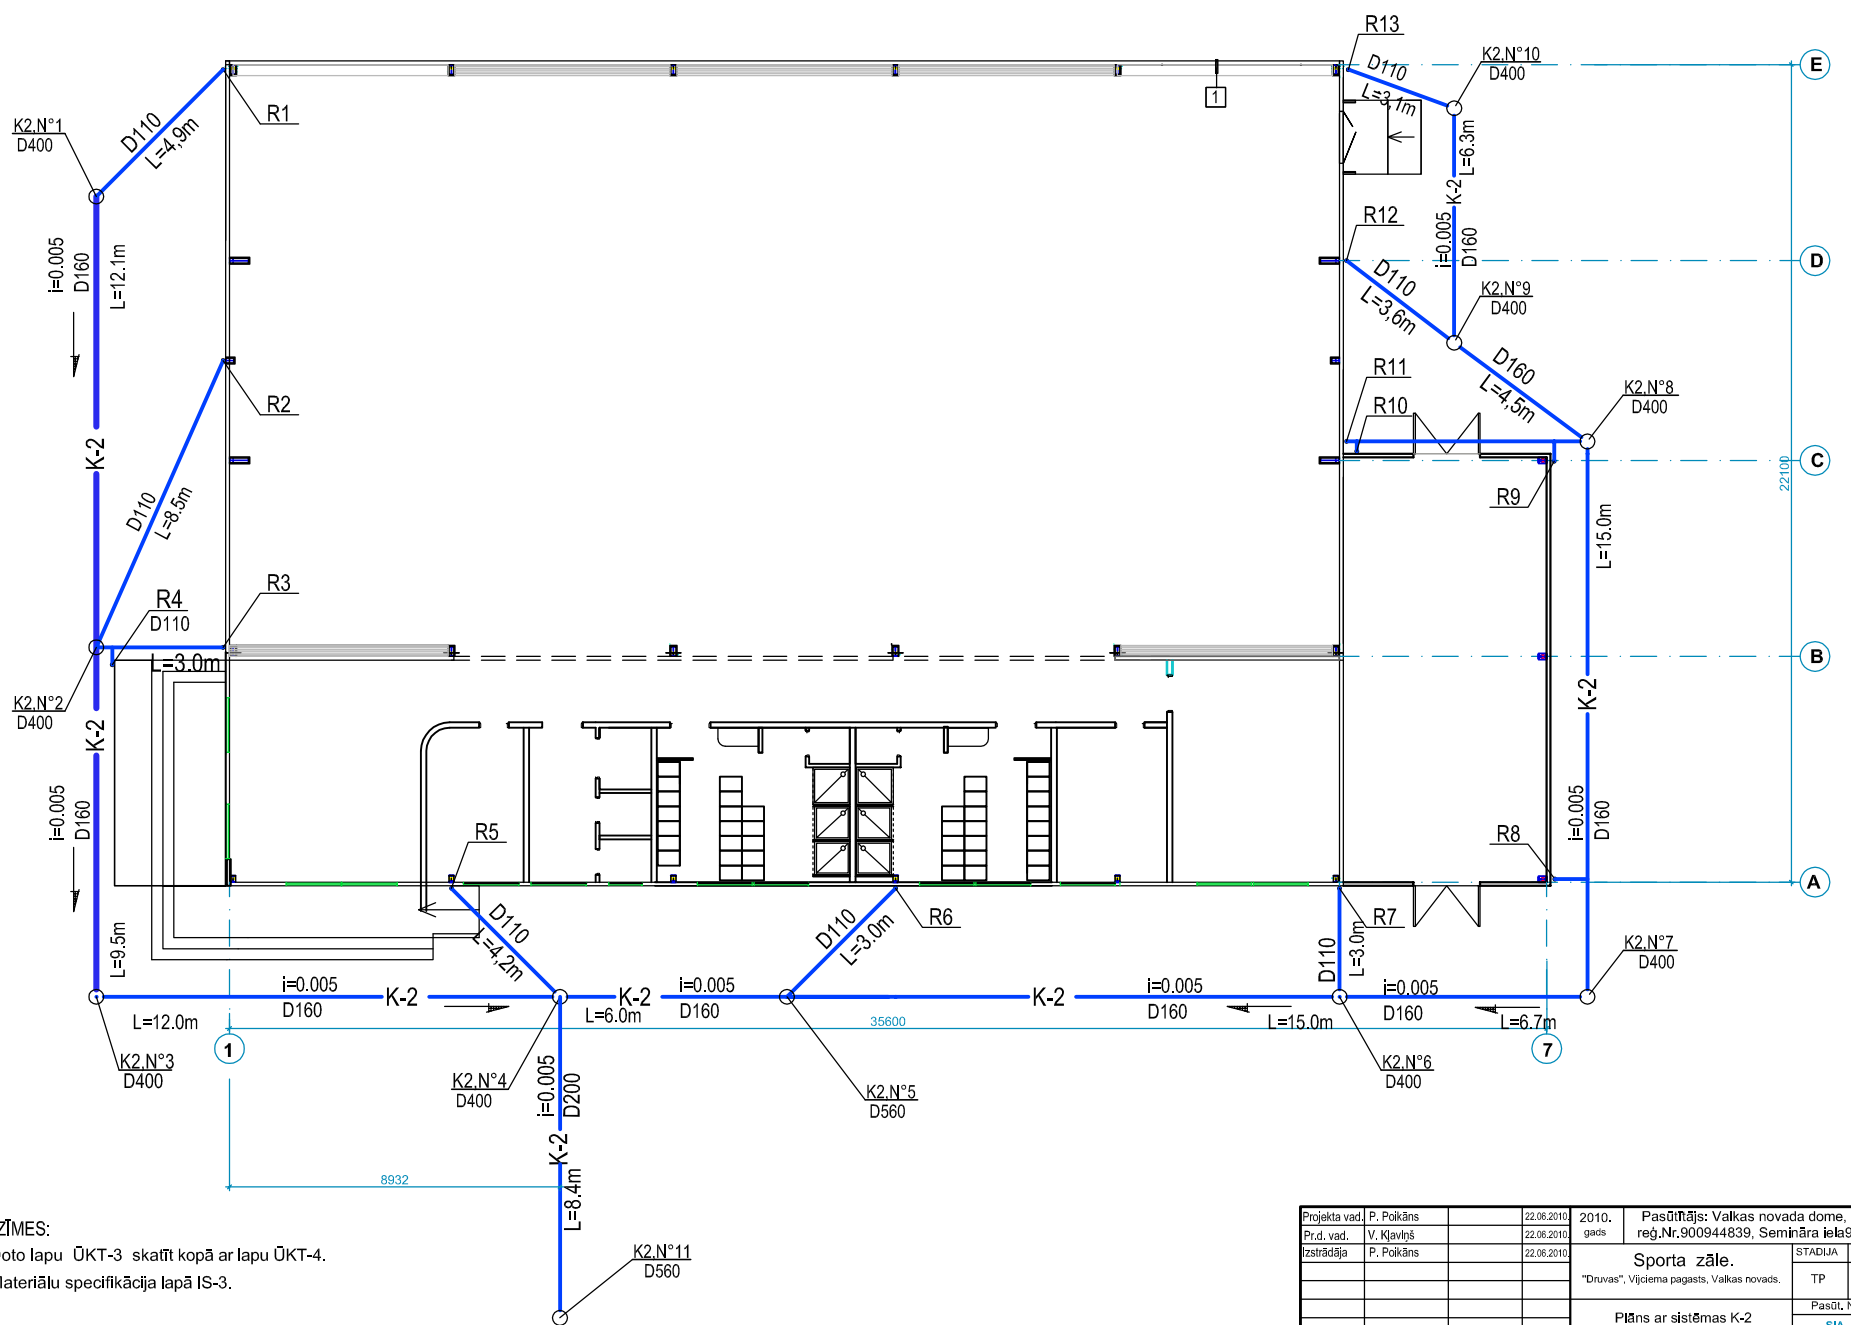 R13
K2.N°10
D400
D110
L=3,1m
E
1
R1
K2.N°1
D400
D110
L=4,9m
L=6.3m
K-2
i=0.005
D160
R12
D
D110
L=3,6m
K2.N°9
D400
i=0.005
D160
L=12.1m
R11
R10
D160
L=4,5m
K2.N°8
D400
R2
K-2
C
22100
R9
D110
L=8.5m
L=15.0m
R4
D110
R3
L=3.0m
B
K2.N°2
D400
K-2
K-2
i=0.005
D160
R5
R8
i=0.005
D160
A
D110
L=4,2m
D110
L=3.0m
R6
R7
D110
L=3.0m
K2.N°7
D400
L=9.5m
i=0.005
D160
K-2
K-2
i=0.005
D160
K-2
i=0.005
D160
i=0.005
D160
L=12.0m
L=6.0m
35600
L=15.0m
L=6.7m
1
7
K2.N°3
D400
K2.N°4
D400
i=0.005
D200
K2.N°5
D560
K2.N°6
D400
K-2
8932
L=8.4m
ZĪMES:
oto lapu ŪKT-3 skatīt kopā ar lapu ŪKT-4.
Materiālu specifikācija lapā IS-3.
K2.N°11
D560
Projekta vad. P. Poikāns 22.06.2010. 2010. gads Pasūtītājs: Valkas novada dome,
Pr.d. vad. V. Kļaviņš 22.06.2010. reģ.Nr.900944839, Semināra iela9
Izstrādāja P. Poikāns 22.06.2010. Sporta zāle. STADIJA
"Druvas", Vijciema pagasts, Valkas novads. TP
Pasūt. N
Plāns ar sistēmas K-2
SIA